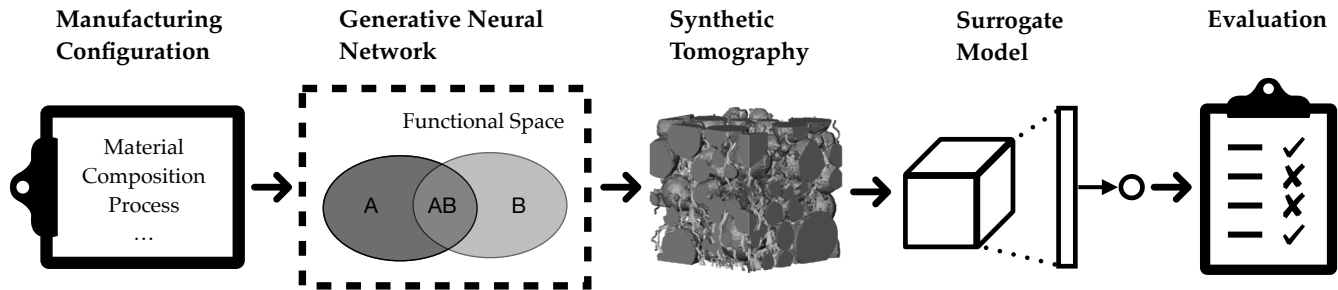 Manufacturing
Configuration
Generative Neural
Network
Synthetic
Tomography
Surrogate
Model
Evaluation
Material
Composition
Process
...
Functional Space
A
AB
B